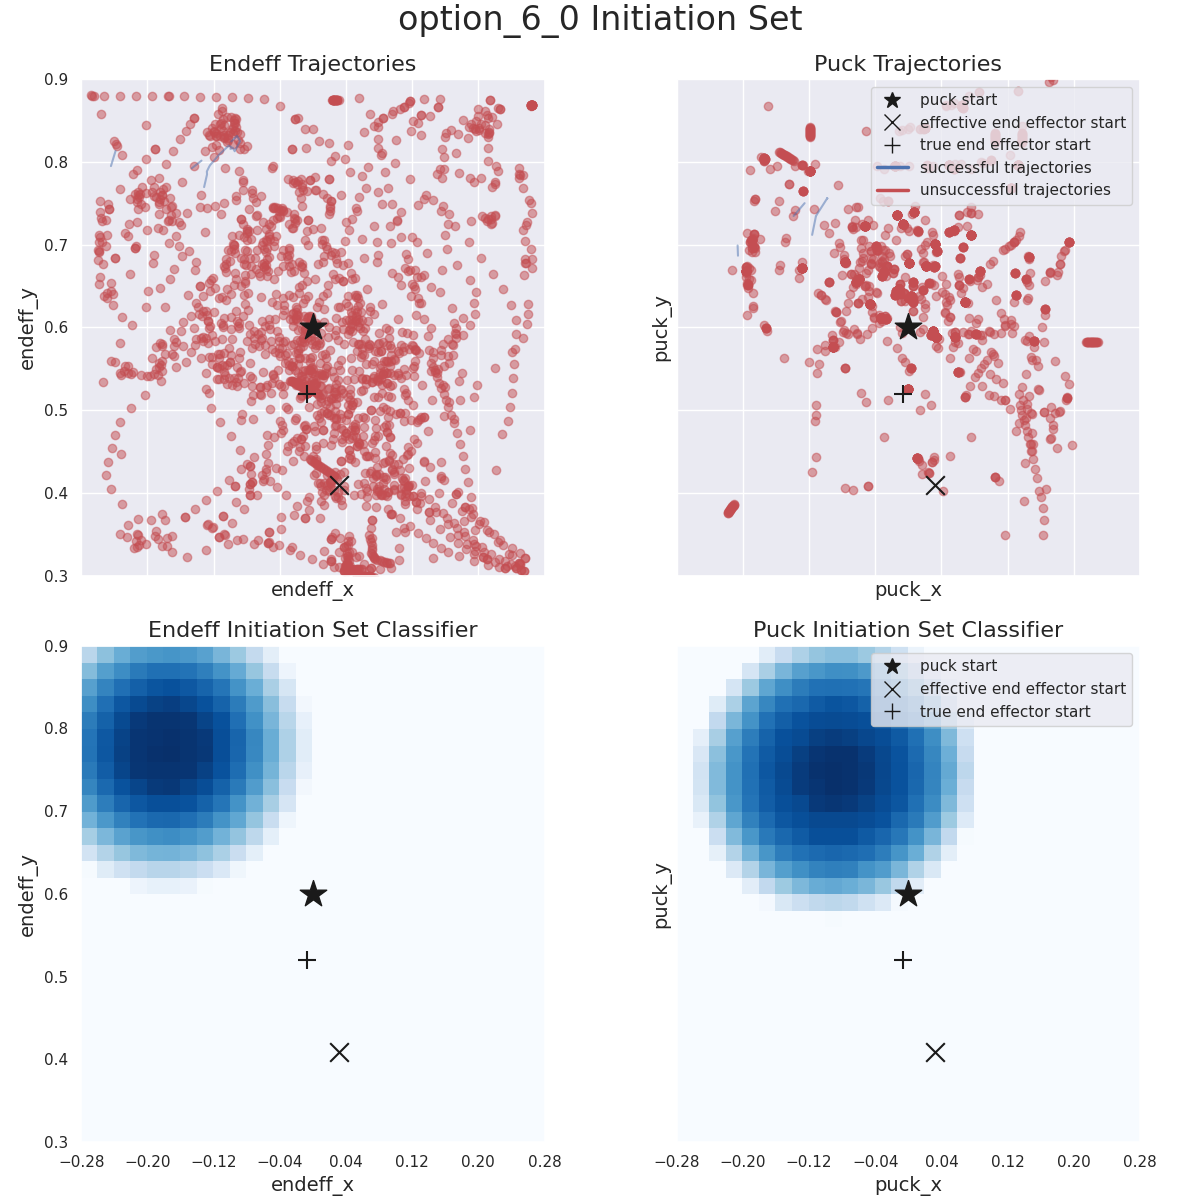 option_6_0 Initiation Set
Endeff Trajectories
Puck Trajectories
0.9
0.8
0.7
0.6
0.5
0.4
0.3
endeff_y
endeff_x
puck_y
puck_x
puck start
effective end effector start
true end effector start
successful trajectories
unsuccessful trajectories
Endeff Initiation Set Classifier
Puck Initiation Set Classifier
0.9
0.8
0.7
0.6
0.5
0.4
0.3
endeff_y
−0.28 −0.20 −0.12 −0.04 0.04 0.12 0.20 0.28
endeff_x
puck_y
puck start
effective end effector start
true end effector start
−0.28 −0.20 −0.12 −0.04 0.04 0.12 0.20 0.28
puck_x